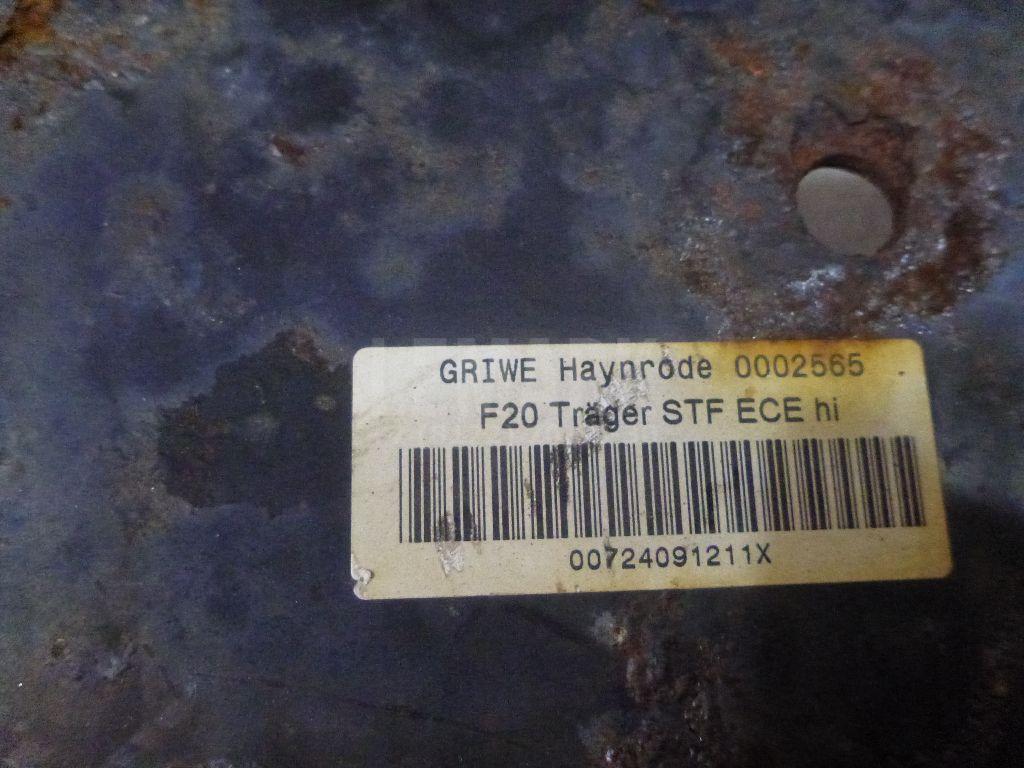 GRIWE Haynrode 0002565
F20 Träger STF ECE hi
00724091211X